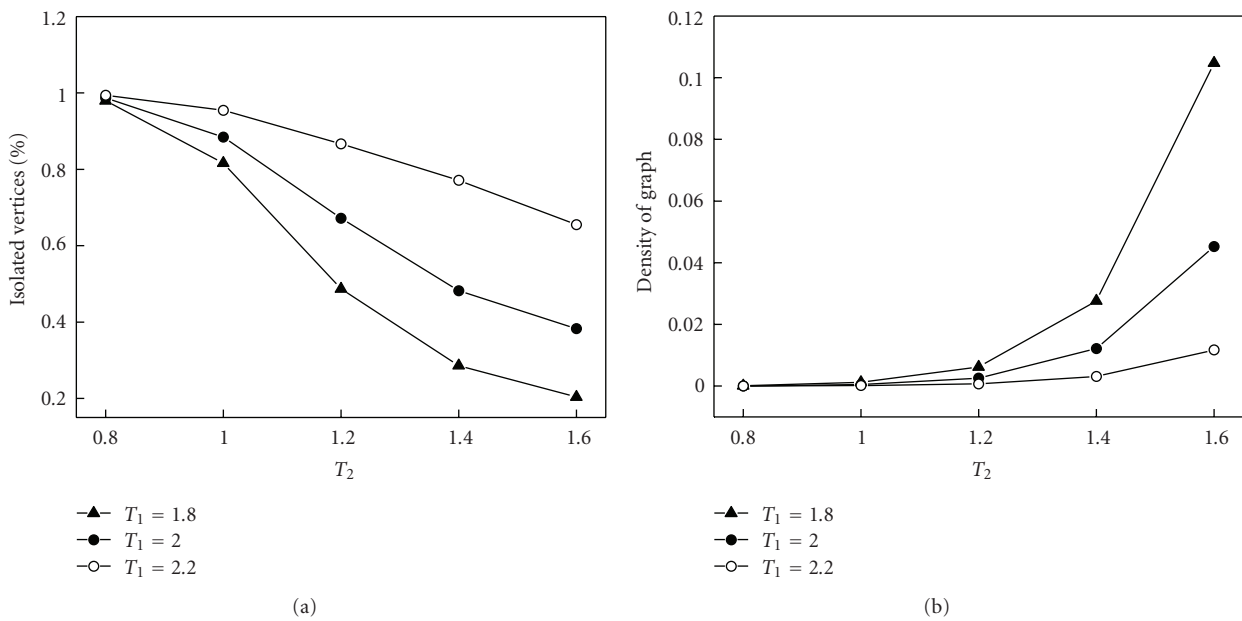 1.2
1
0.8
0.6
0.4
0.2
Isolated vertices (%)
0.8 1 1.2 1.4 1.6
T₂
T₁ = 1.8
T₁ = 2
T₁ = 2.2
(a)
0.12
0.1
0.08
0.06
0.04
0.02
0
Density of graph
0.8 1 1.2 1.4 1.6
T₂
T₁ = 1.8
T₁ = 2
T₁ = 2.2
(b)